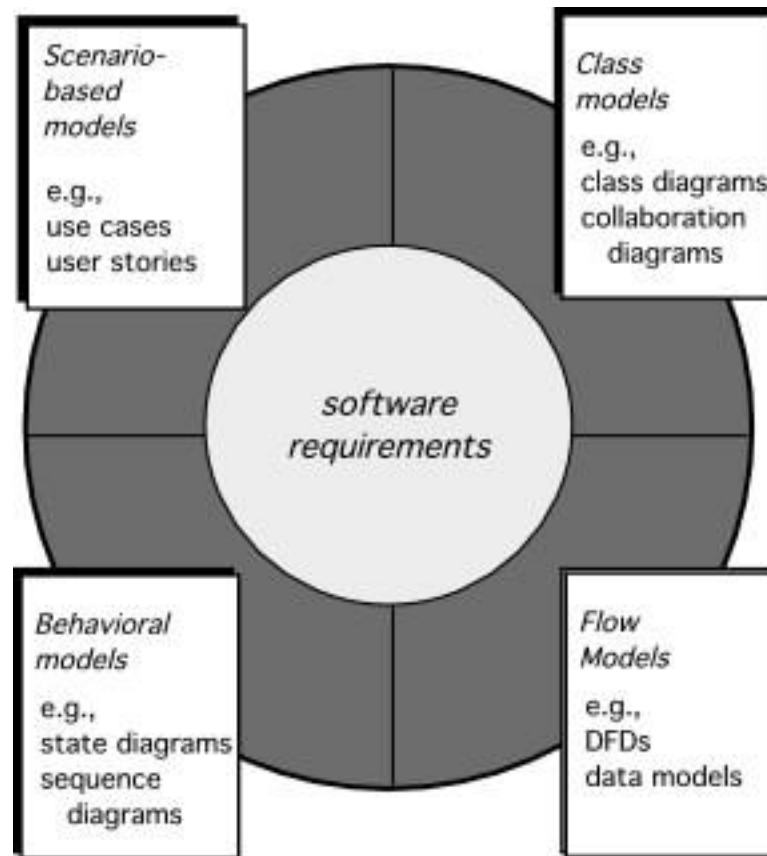 Scenario-
based
models
e.g.,
use cases
user stories
Class
models
e.g.,
class diagrams
collaboration
diagrams
software
requirements
Behavioral
models
e.g.,
state diagrams
sequence
diagrams
Flow
Models
e.g.,
DFDs
data models